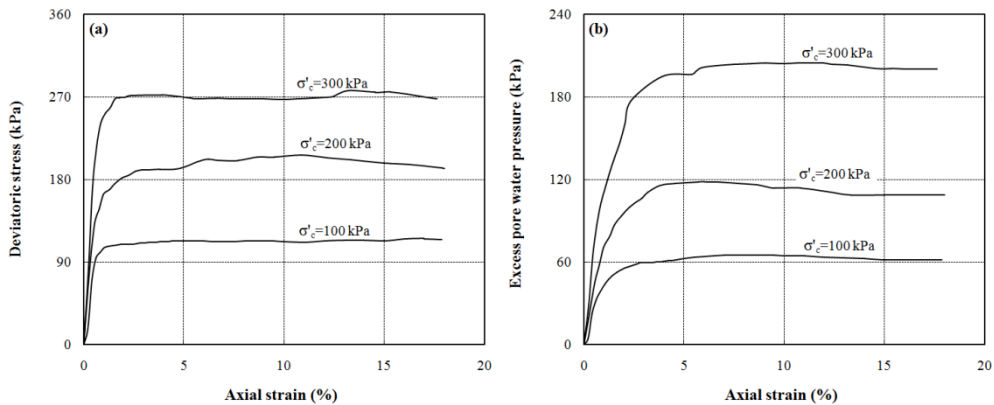 (a)
Deviatoric stress (kPa)
360
270
180
90
0
σ'c=300 kPa
σ'c=200 kPa
σ'c=100 kPa
0 5 10 15 20
Axial strain (%)
(b)
Excess pore water pressure (kPa)
240
180
120
60
0
σ'c=300 kPa
σ'c=200 kPa
σ'c=100 kPa
0 5 10 15 20
Axial strain (%)